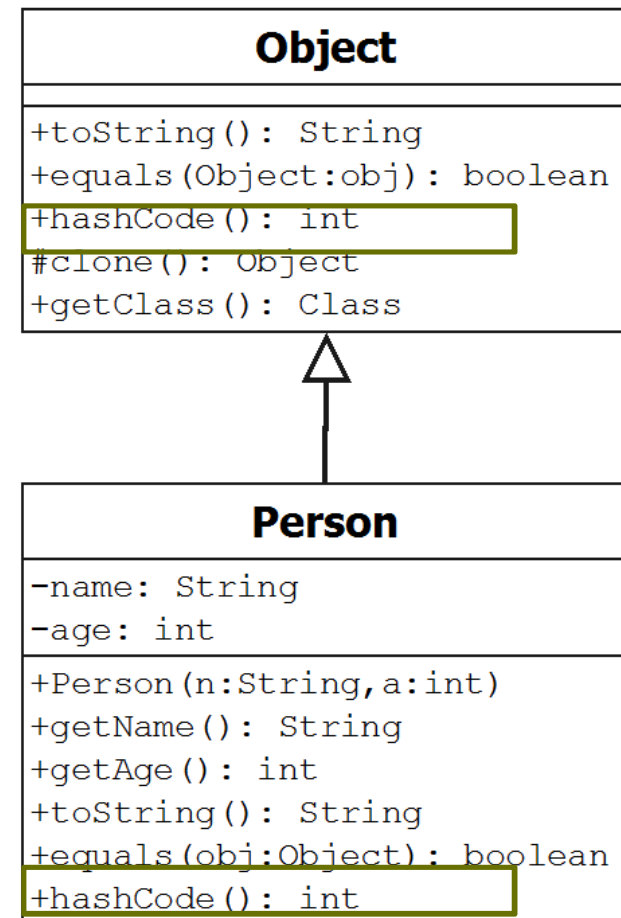 Object
+toString(): String
+equals(Object:obj): boolean
+hashCode(): int
#clone(): Object
+getClass(): Class
Person
-name: String
-age: int
+Person(n:String,a:int)
+getName(): String
+getAge(): int
+toString(): String
+equals(obj:Object): boolean
+hashCode(): int